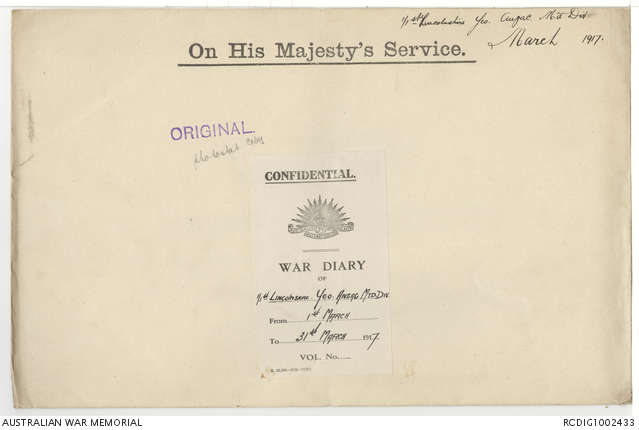 1/1st Lincolnshire Yeo. Anzac Mtd Div
March 1917.
On His Majesty's Service.
ORIGINAL.
photostat copy
CONFIDENTIAL.
WAR DIARY
OF
1/1st LINCOLNSHIRE YEO. ANZAC MTD DIV
From 1st MARCH
To 31st MARCH 1917.
VOL. No.
AUSTRALIAN WAR MEMORIAL
RCDIG1002433